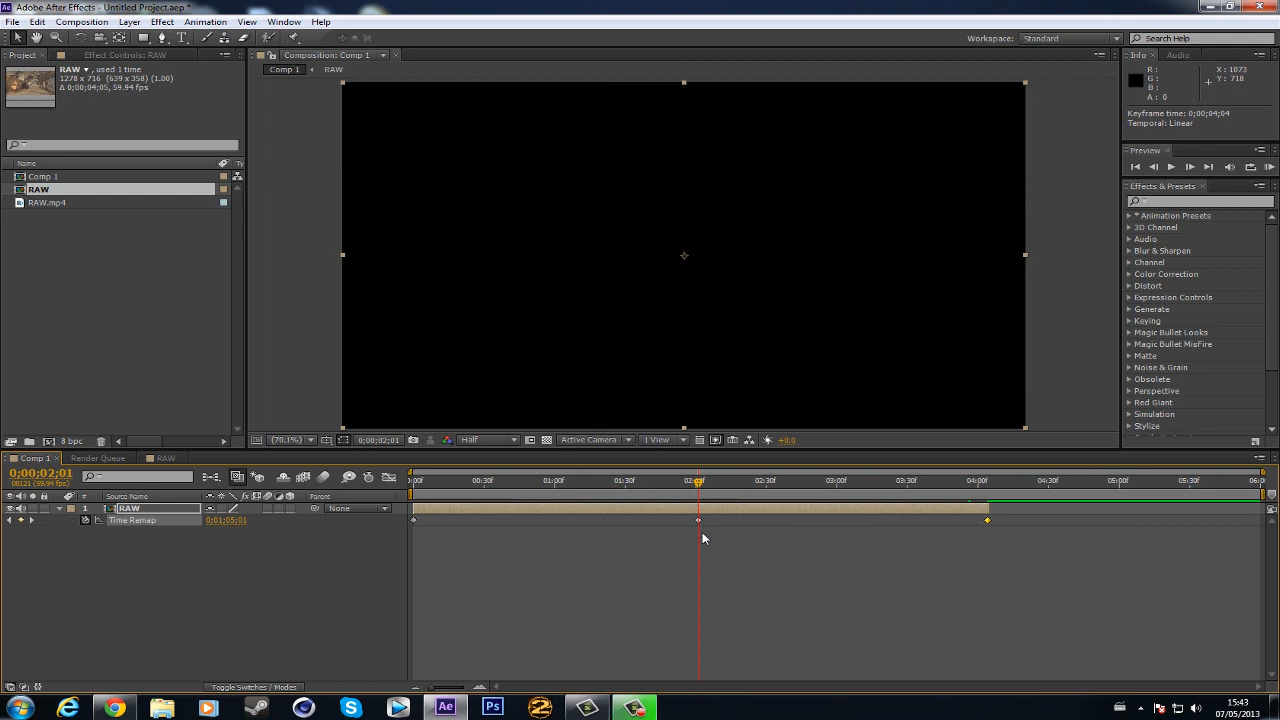 Adobe After Effects - Untitled Project.aep *
File Edit Composition Layer Effect Animation View Window Help
Workspace: Standard Search Help
Project Effect Controls: RAW Composition: Comp 1 Info Audio
RAW ▾, used 1 time
1278 x 716 (639 x 358) (1.00)
Δ 0;00;04;05, 59.94 fps
Comp 1 RAW
R :
G :
B :
A : 0
X : 1073
Y : 718
Keyframe time: 0;00;04;04
Temporal: Linear
Preview
Effects & Presets
Name Ty
Comp 1
RAW
RAW.mp4
* Animation Presets
3D Channel
Audio
Blur & Sharpen
Channel
Color Correction
Distort
Expression Controls
Generate
Keying
Magic Bullet Looks
Magic Bullet MisFire
Matte
Noise & Grain
Obsolete
Perspective
Red Giant
Simulation
Stylize
8 bpc (70.1%) 0;00;02;01 Half Active Camera 1 View +0.0
Comp 1 Render Queue RAW
0;00;02;01
00121 (59.94 fps)
00:30f 01:00f 01:30f 02:30f 03:00f 03:30f 04:00f 04:30f 05:00f 05:30f
# Source Name Parent
1 RAW None
Time Remap 0;01;05;01
Toggle Switches / Modes
Ae Ps 2
15:43
07/05/2013